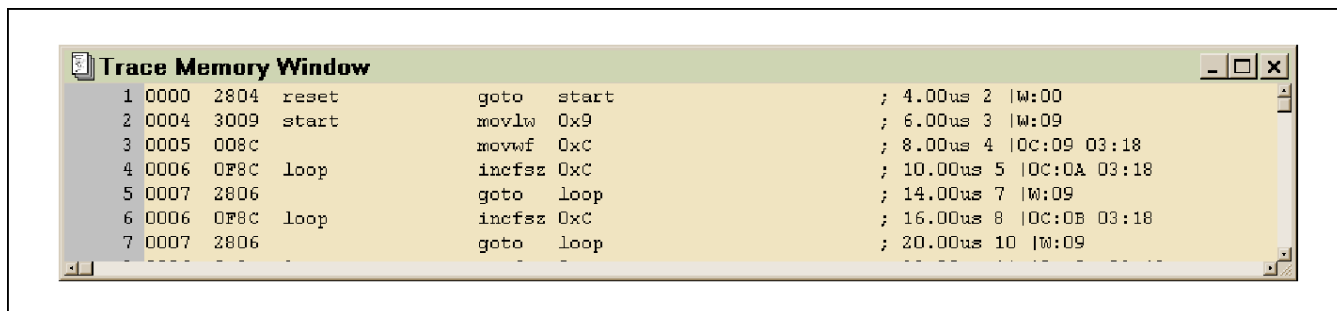 Trace Memory Window
1 0000 2804 reset goto start ; 4.00us 2 |W:00
2 0004 3009 start movlw 0x9 ; 6.00us 3 |W:09
3 0005 008C movwf 0xC ; 8.00us 4 |0C:09 03:18
4 0006 0F8C loop incfsz 0xC ; 10.00us 5 |0C:0A 03:18
5 0007 2806 goto loop ; 14.00us 7 |W:09
6 0006 0F8C loop incfsz 0xC ; 16.00us 8 |0C:0B 03:18
7 0007 2806 goto loop ; 20.00us 10 |W:09